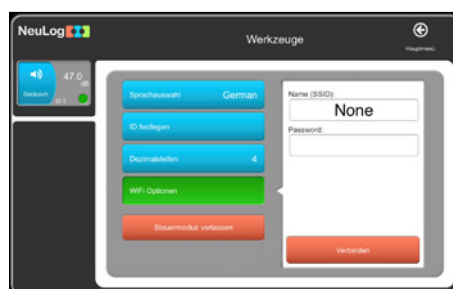 NeuLog
Werkzeuge
Hauptmenü
47.0
dB
Geräusch
Sprachauswahl German
ID festlegen
Dezimalstellen 4
WiFi Optionen
Steuermodus verlassen
Name (SSID):
None
Password:
Verbinden